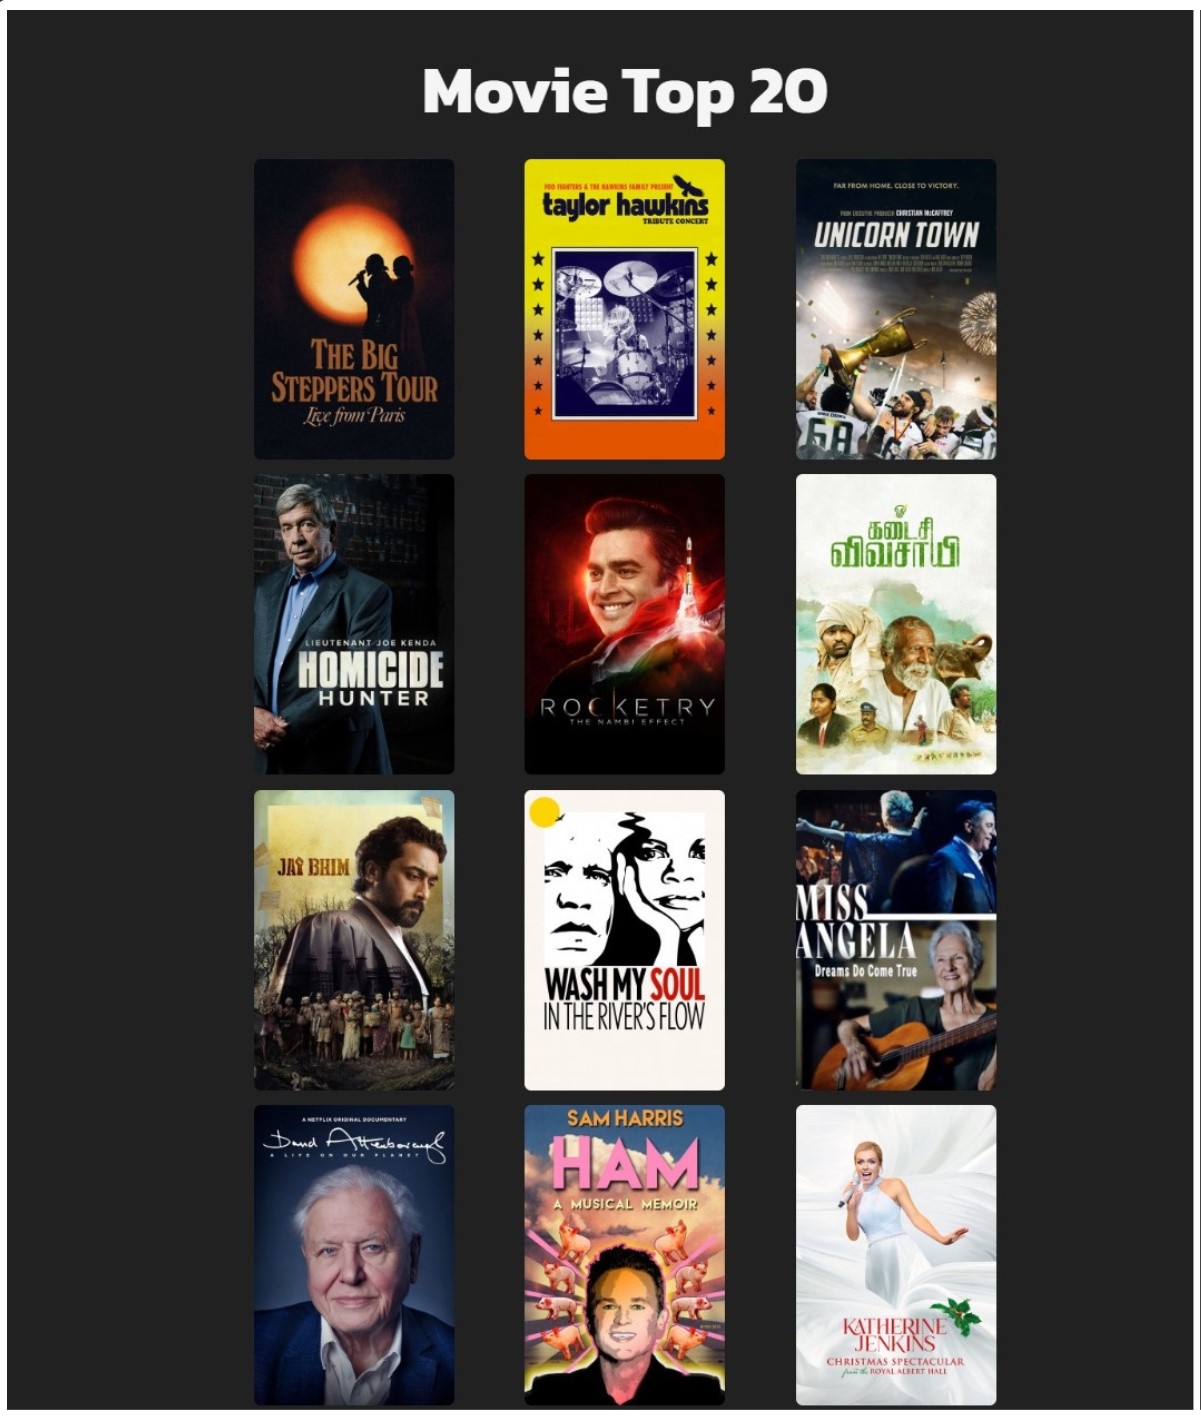 Movie Top 20
THE BIG
STEPPERS TOUR
Live from Paris
FOO FIGHTERS & THE HAWKINS FAMILY PRESENT
taylor hawkins
TRIBUTE CONCERT
FAR FROM HOME. CLOSE TO VICTORY.
FROM EXECUTIVE PRODUCER CHRISTIAN McCAFFREY
UNICORN TOWN
68
LIEUTENANT JOE KENDA
HOMICIDE
HUNTER
ROCKETRY
THE NAMBI EFFECT
கடைசி
விவசாயி
JAI BHIM
WASH MY SOUL
IN THE RIVER'S FLOW
MISS
ANGELA
Dreams Do Come True
A NETFLIX ORIGINAL DOCUMENTARY
David Attenborough
A LIFE ON OUR PLANET
SAM HARRIS
HAM
A MUSICAL MEMOIR
KATHERINE
JENKINS
CHRISTMAS SPECTACULAR
from the ROYAL ALBERT HALL